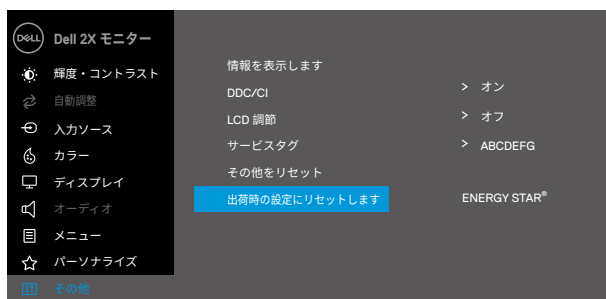 DELL Dell 2X モニター
輝度・コントラスト
自動調整
入力ソース
カラー
ディスプレイ
オーディオ
メニュー
パーソナライズ
その他
情報を表示します
DDC/CI > オン
LCD 調節 > オフ
サービスタグ > ABCDEFG
その他をリセット
出荷時の設定にリセットします ENERGY STAR®